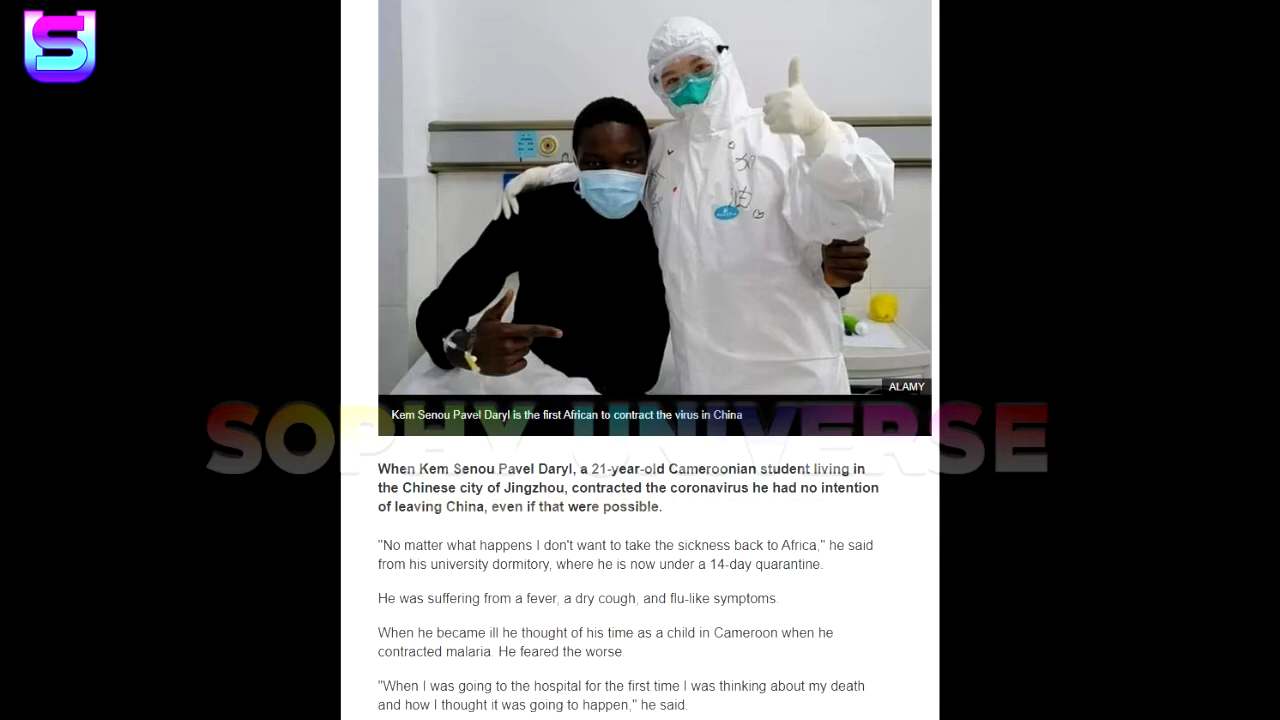 S
ALAMY
Kem Senou Pavel Daryl is the first African to contract the virus in China
SOPHY UNIVERSE
When Kem Senou Pavel Daryl, a 21-year-old Cameroonian student living in
the Chinese city of Jingzhou, contracted the coronavirus he had no intention
of leaving China, even if that were possible.
"No matter what happens I don't want to take the sickness back to Africa," he said
from his university dormitory, where he is now under a 14-day quarantine.
He was suffering from a fever, a dry cough, and flu-like symptoms.
When he became ill he thought of his time as a child in Cameroon when he
contracted malaria. He feared the worse.
"When I was going to the hospital for the first time I was thinking about my death
and how I thought it was going to happen," he said.